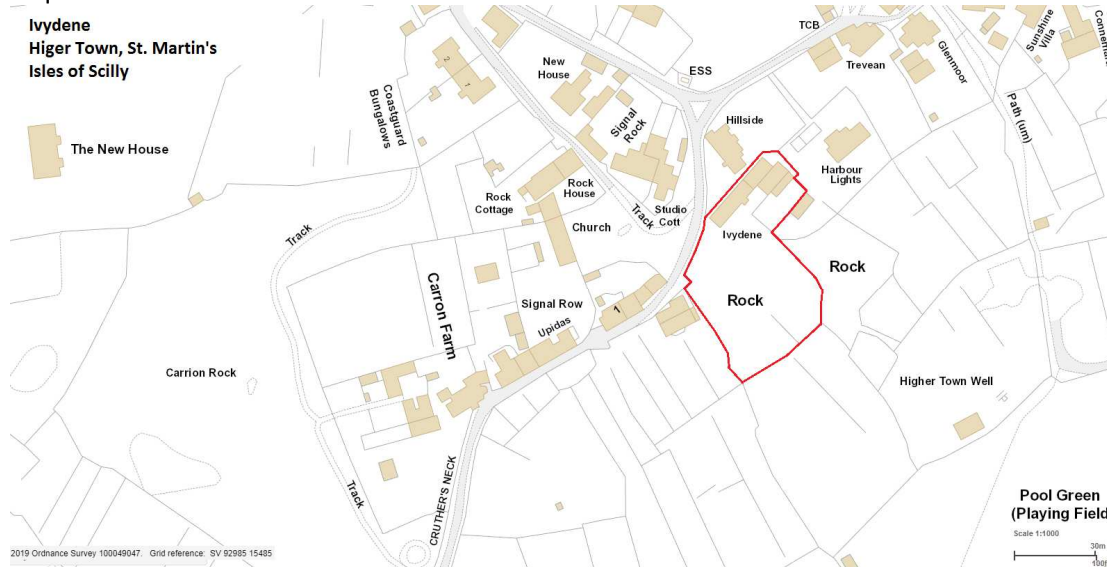 Ivydene
Higer Town, St. Martin's
Isles of Scilly
TCB
Sunshine
Villa
Glenmoor
Trevean
ESS
New
House
2
1
Coastguard
Bungalows
Signal
Rock
Hillside
Path (um)
The New House
Harbour
Lights
Rock
House
Rock
Cottage
Studio
Cott
Track
Church
Ivydene
Track
Rock
Rock
Carron Farm
Signal Row
1
Upidas
Carrion Rock
Higher Town Well
Track
CRUTHER'S NECK
Pool Green
(Playing Field
Scale 1:1000
30m
2019 Ordnance Survey 100049047. Grid reference: SV 92985 15485